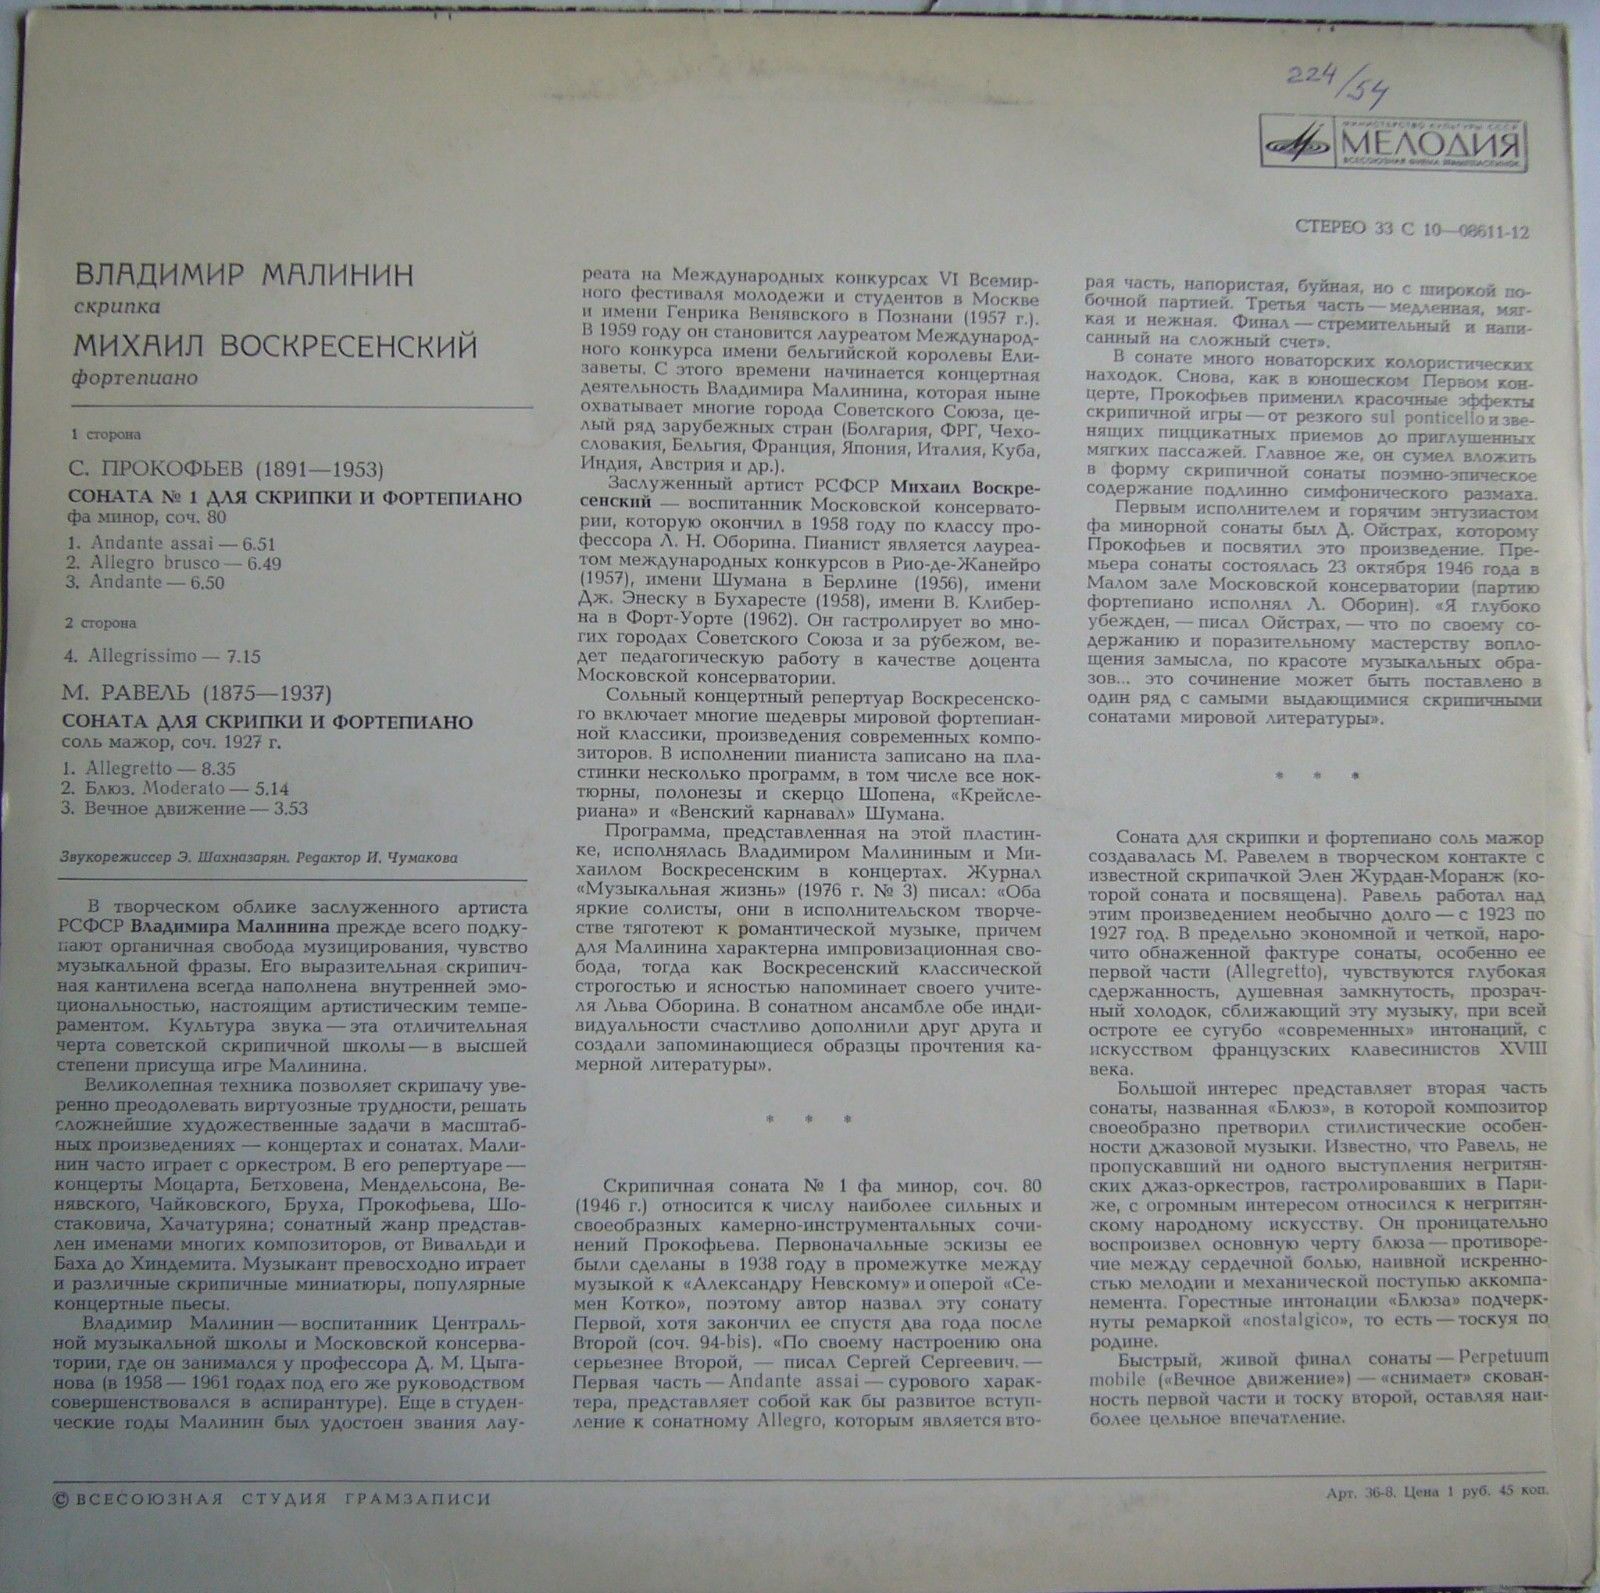 224/54
МИНИСТЕРСТВО КУЛЬТУРЫ СССР
МЕЛОДИЯ
ВСЕСОЮЗНАЯ ФИРМА ГРАМПЛАСТИНОК
СТЕРЕО 33 С 10—08611-12
ВЛАДИМИР МАЛИНИН
скрипка
МИХАИЛ ВОСКРЕСЕНСКИЙ
фортепиано
1 сторона
С. ПРОКОФЬЕВ (1891—1953)
СОНАТА № 1 ДЛЯ СКРИПКИ И ФОРТЕПИАНО
фа минор, соч. 80
1. Andante assai — 6.51
2. Allegro brusco — 6.49
3. Andante — 6.50
2 сторона
4. Allegrissimo — 7.15
М. РАВЕЛЬ (1875—1937)
СОНАТА ДЛЯ СКРИПКИ И ФОРТЕПИАНО
соль мажор, соч. 1927 г.
1. Allegretto — 8.35
2. Блюз. Moderato — 5.14
3. Вечное движение — 3.53
Звукорежиссер Э. Шахназарян. Редактор И. Чумакова
В творческом облике заслуженного артиста
РСФСР Владимира Малинина прежде всего подку-
пают органичная свобода музицирования, чувство
музыкальной фразы. Его выразительная скрипич-
ная кантилена всегда наполнена внутренней эмо-
циональностью, настоящим артистическим темпе-
раментом. Культура звука — эта отличительная
черта советской скрипичной школы — в высшей
степени присуща игре Малинина.
Великолепная техника позволяет скрипачу уве-
ренно преодолевать виртуозные трудности, решать
сложнейшие художественные задачи в масштаб-
ных произведениях — концертах и сонатах. Мали-
нин часто играет с оркестром. В его репертуаре —
концерты Моцарта, Бетховена, Мендельсона, Ве-
нявского, Чайковского, Бруха, Прокофьева, Шо-
стаковича, Хачатуряна; сонатный жанр представ-
лен именами многих композиторов, от Вивальди и
Баха до Хиндемита. Музыкант превосходно играет
и различные скрипичные миниатюры, популярные
концертные пьесы.
Владимир Малинин — воспитанник Централь-
ной музыкальной школы и Московской консерва-
тории, где он занимался у профессора Д. М. Цыга-
нова (в 1958 — 1961 годах под его же руководством
совершенствовался в аспирантуре). Еще в студен-
ческие годы Малинин был удостоен звания лау-
реата на Международных конкурсах VI Всемир-
ного фестиваля молодежи и студентов в Москве
и имени Генрика Венявского в Познани (1957 г.).
В 1959 году он становится лауреатом Международ-
ного конкурса имени бельгийской королевы Ели-
заветы. С этого времени начинается концертная
деятельность Владимира Малинина, которая ныне
охватывает многие города Советского Союза, це-
лый ряд зарубежных стран (Болгария, ФРГ, Чехо-
словакия, Бельгия, Франция, Япония, Италия, Куба,
Индия, Австрия и др.).
Заслуженный артист РСФСР Михаил Воскре-
сенский — воспитанник Московской консервато-
рии, которую окончил в 1958 году по классу про-
фессора Л. Н. Оборина. Пианист является лауреа-
том международных конкурсов в Рио-де-Жанейро
(1957), имени Шумана в Берлине (1956), имени
Дж. Энеску в Бухаресте (1958), имени В. Клибер-
на в Форт-Уорте (1962). Он гастролирует во мно-
гих городах Советского Союза и за рубежом, ве-
дет педагогическую работу в качестве доцента
Московской консерватории.
Сольный концертный репертуар Воскресенско-
го включает многие шедевры мировой фортепиан-
ной классики, произведения современных компо-
зиторов. В исполнении пианиста записано на пла-
стинки несколько программ, в том числе все нок-
тюрны, полонезы и скерцо Шопена, «Крейсле-
риана» и «Венский карнавал» Шумана.
Программа, представленная на этой пластин-
ке, исполнялась Владимиром Малининым и Ми-
хаилом Воскресенским в концертах. Журнал
«Музыкальная жизнь» (1976 г. № 3) писал: «Оба
яркие солисты, они в исполнительском творче-
стве тяготеют к романтической музыке, причем
для Малинина характерна импровизационная сво-
бода, тогда как Воскресенский классической
строгостью и ясностью напоминает своего учите-
ля Льва Оборина. В сонатном ансамбле обе инди-
видуальности счастливо дополнили друг друга и
создали запоминающиеся образцы прочтения ка-
мерной литературы».
* * *
Скрипичная соната № 1 фа минор, соч. 80
(1946 г.) относится к числу наиболее сильных и
своеобразных камерно-инструментальных сочи-
нений Прокофьева. Первоначальные эскизы ее
были сделаны в 1938 году в промежутке между
музыкой к «Александру Невскому» и оперой «Се-
мен Котко», поэтому автор назвал эту сонату
Первой, хотя закончил ее спустя два года после
Второй (соч. 94-bis). «По своему настроению она
серьезнее Второй, — писал Сергей Сергеевич. —
Первая часть — Andante assai — сурового харак-
тера, представляет собой как бы развитое вступ-
ление к сонатному Allegro, которым является вто-
рая часть, напористая, буйная, но с широкой по-
бочной партией. Третья часть — медленная, мяг-
кая и нежная. Финал — стремительный и напи-
санный на сложный счет».
В сонате много новаторских колористических
находок. Снова, как в юношеском Первом кон-
церте, Прокофьев применил красочные эффекты
скрипичной игры — от резкого sul ponticello и зве-
нящих пиццикатных приемов до приглушенных
мягких пассажей. Главное же, он сумел вложить
в форму скрипичной сонаты поэмно-эпическое
содержание подлинно симфонического размаха.
Первым исполнителем и горячим энтузиастом
фа минорной сонаты был Д. Ойстрах, которому
Прокофьев и посвятил это произведение. Пре-
мьера сонаты состоялась 23 октября 1946 года в
Малом зале Московской консерватории (партию
фортепиано исполнял Л. Оборин). «Я глубоко
убежден, — писал Ойстрах, — что по своему со-
держанию и поразительному мастерству вопло-
щения замысла, по красоте музыкальных обра-
зов... это сочинение может быть поставлено в
один ряд с самыми выдающимися скрипичными
сонатами мировой литературы».
* * *
Соната для скрипки и фортепиано соль мажор
создавалась М. Равелем в творческом контакте с
известной скрипачкой Элен Журдан-Моранж (ко-
торой соната и посвящена). Равель работал над
этим произведением необычно долго — с 1923 по
1927 год. В предельно экономной и четкой, наро-
чито обнаженной фактуре сонаты, особенно ее
первой части (Allegretto), чувствуются глубокая
сдержанность, душевная замкнутость, прозрач-
ный холодок, сближающий эту музыку, при всей
остроте ее сугубо «современных» интонаций, с
искусством французских клавесинистов XVIII
века.
Большой интерес представляет вторая часть
сонаты, названная «Блюз», в которой композитор
своеобразно претворил стилистические особен-
ности джазовой музыки. Известно, что Равель, не
пропускавший ни одного выступления негритян-
ских джаз-оркестров, гастролировавших в Пари-
же, с огромным интересом относился к негритян-
скому народному искусству. Он проницательно
воспроизвел основную черту блюза — противоре-
чие между сердечной болью, наивной искренно-
стью мелодии и механической поступью аккомпа-
немента. Горестные интонации «Блюза» подчерк-
нуты ремаркой «nostalgico», то есть — тоскуя по
родине.
Быстрый, живой финал сонаты — Perpetuum
mobile («Вечное движение») — «снимает» скован-
ность первой части и тоску второй, оставляя наи-
более цельное впечатление.
© ВСЕСОЮЗНАЯ СТУДИЯ ГРАМЗАПИСИ
Арт. 36-8. Цена 1 руб. 45 коп.